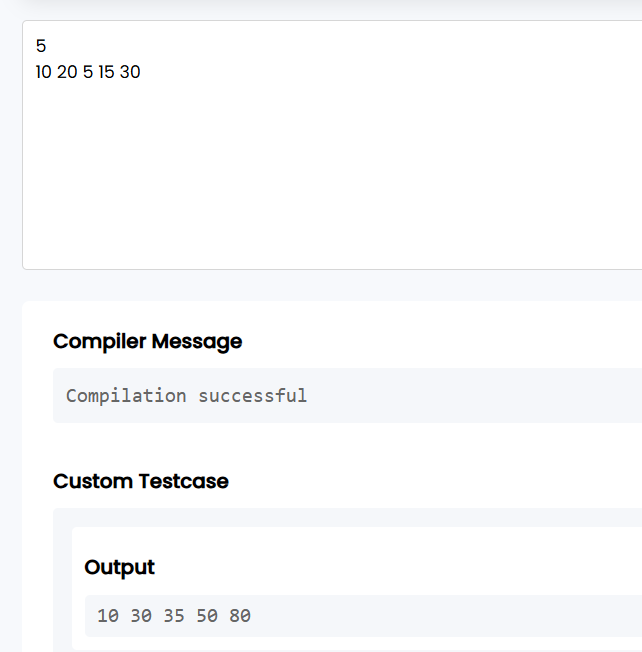 5
10 20 5 15 30
Compiler Message
Compilation successful
Custom Testcase
Output
10 30 35 50 80